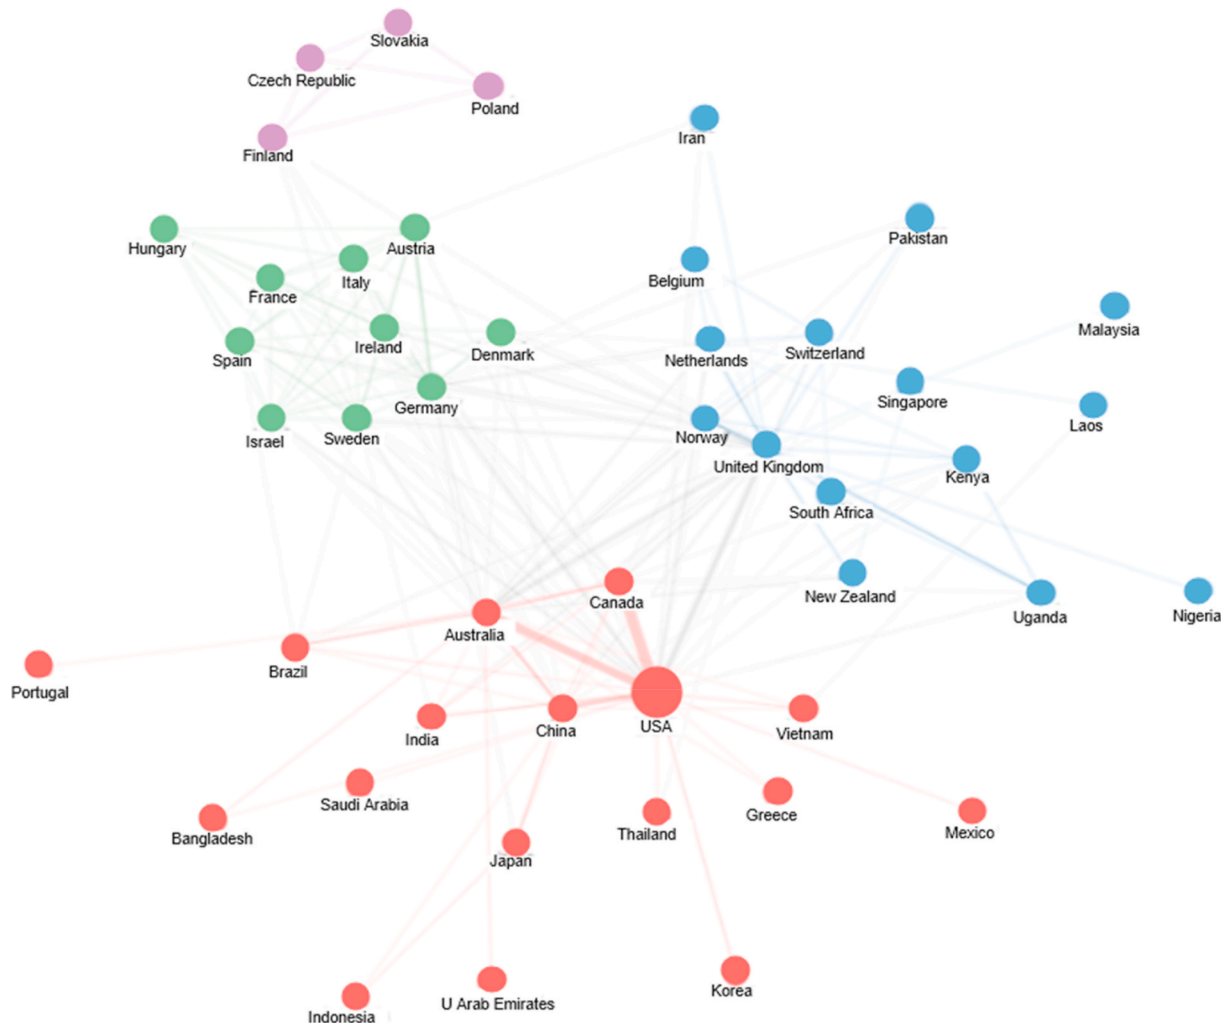 Slovakia
Czech Republic
Poland
Finland
Iran
Hungary
Austria
Pakistan
Italy
Belgium
France
Malaysia
Spain
Ireland
Denmark
Netherlands
Switzerland
Singapore
Germany
Laos
Israel
Sweden
Norway
United Kingdom
Kenya
South Africa
Canada
New Zealand
Uganda
Nigeria
Australia
Brazil
Portugal
India
China
USA
Vietnam
Saudi Arabia
Greece
Bangladesh
Thailand
Mexico
Japan
Korea
U Arab Emirates
Indonesia